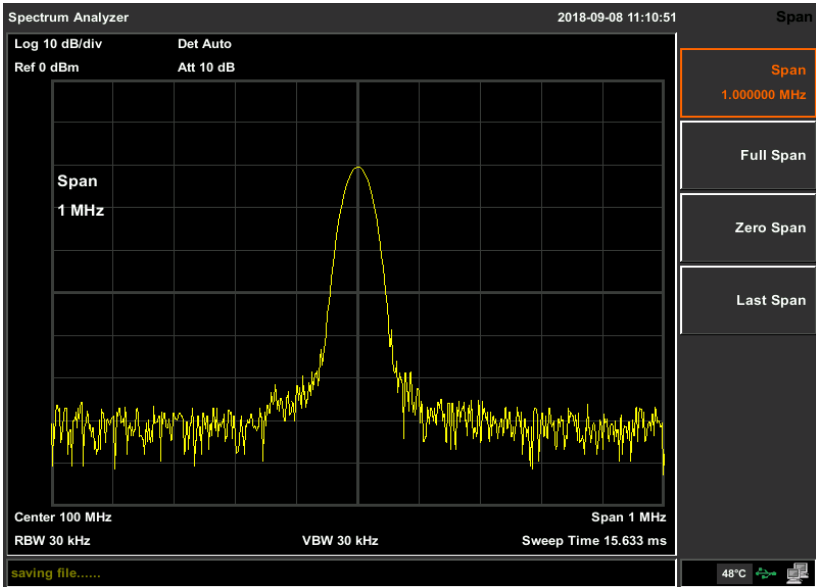 Spectrum Analyzer
2018-09-08 11:10:51
Span
Log 10 dB/div
Det Auto
Ref 0 dBm
Att 10 dB
Span
1 MHz
Center 100 MHz
Span 1 MHz
RBW 30 kHz
VBW 30 kHz
Sweep Time 15.633 ms
saving file......
Span
1.000000 MHz
Full Span
Zero Span
Last Span
48°C